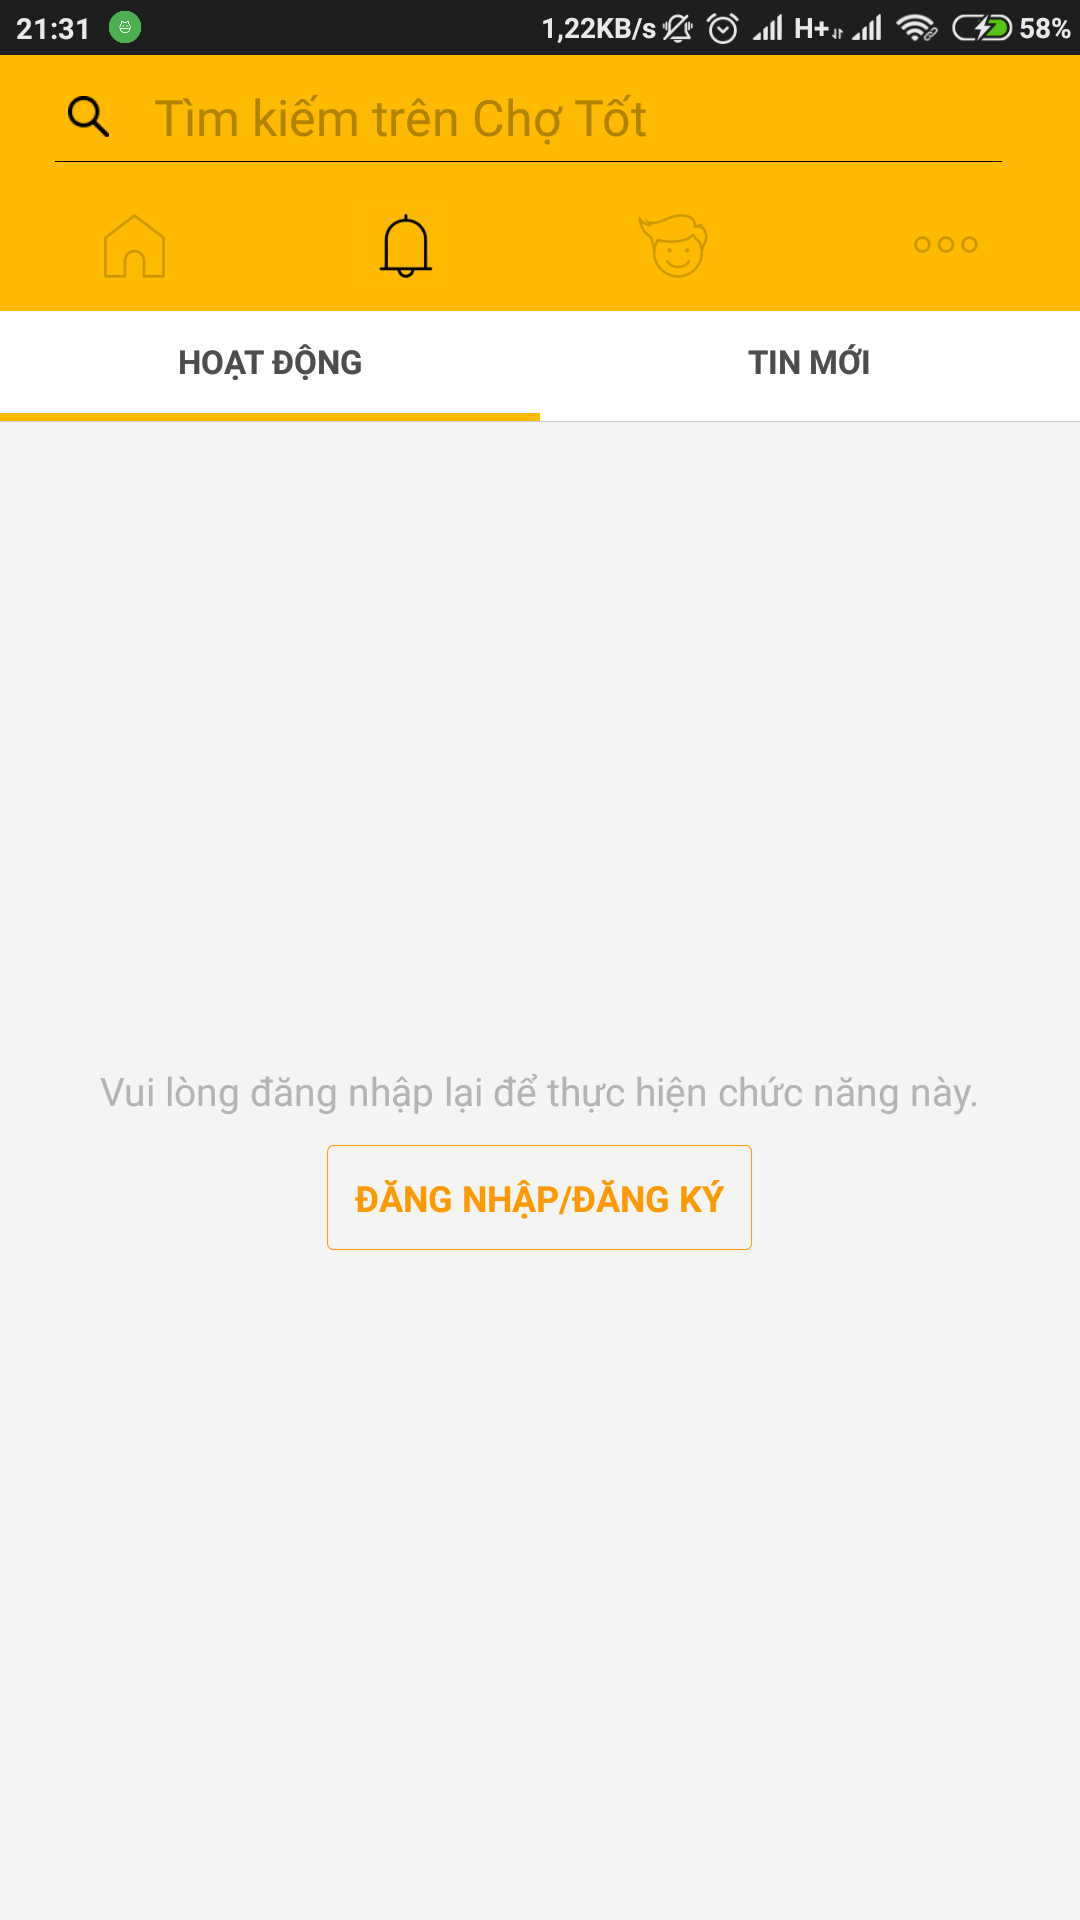 21:31 1,22KB/s H+ 58%
Tìm kiếm trên Chợ Tốt
HOẠT ĐỘNG TIN MỚI
Vui lòng đăng nhập lại để thực hiện chức năng này.
ĐĂNG NHẬP/ĐĂNG KÝ